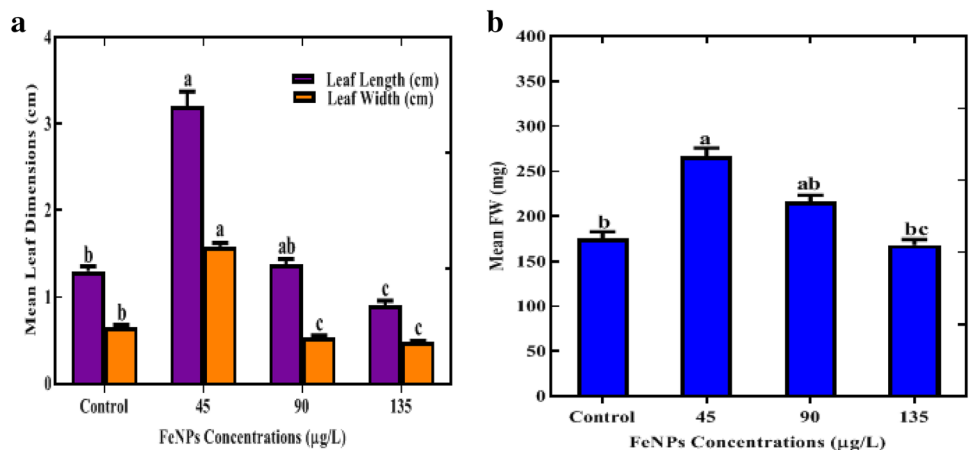 a
Mean Leaf Dimensions (cm)
4
3
2
1
0
Leaf Length (cm)
Leaf Width (cm)
b
b
a
a
ab
c
c
c
Control
45
90
135
FeNPs Concentrations (µg/L)
b
Mean FW (mg)
400
350
300
250
200
150
100
50
0
b
a
ab
bc
Control
45
90
135
FeNPs Concentrations (µg/L)